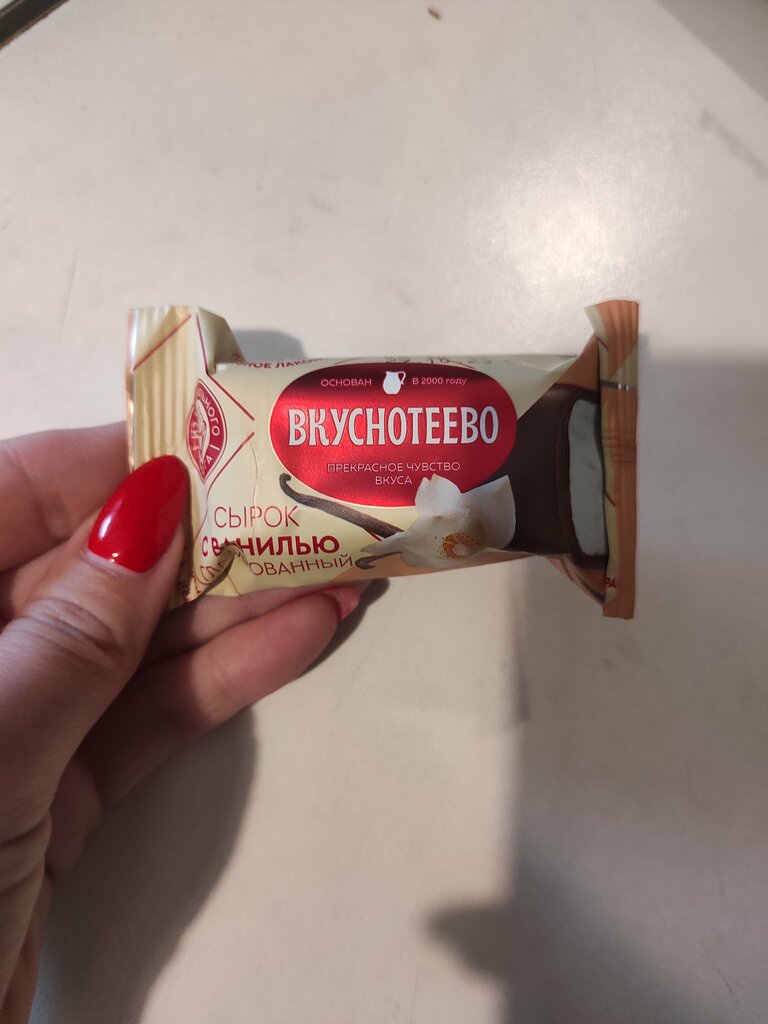 ОСНОВАН В 2000 году
ВКУСНОТЕЕВО
ПРЕКРАСНОЕ ЧУВСТВО
ВКУСА
СЫРОК
С ВАНИЛЬЮ